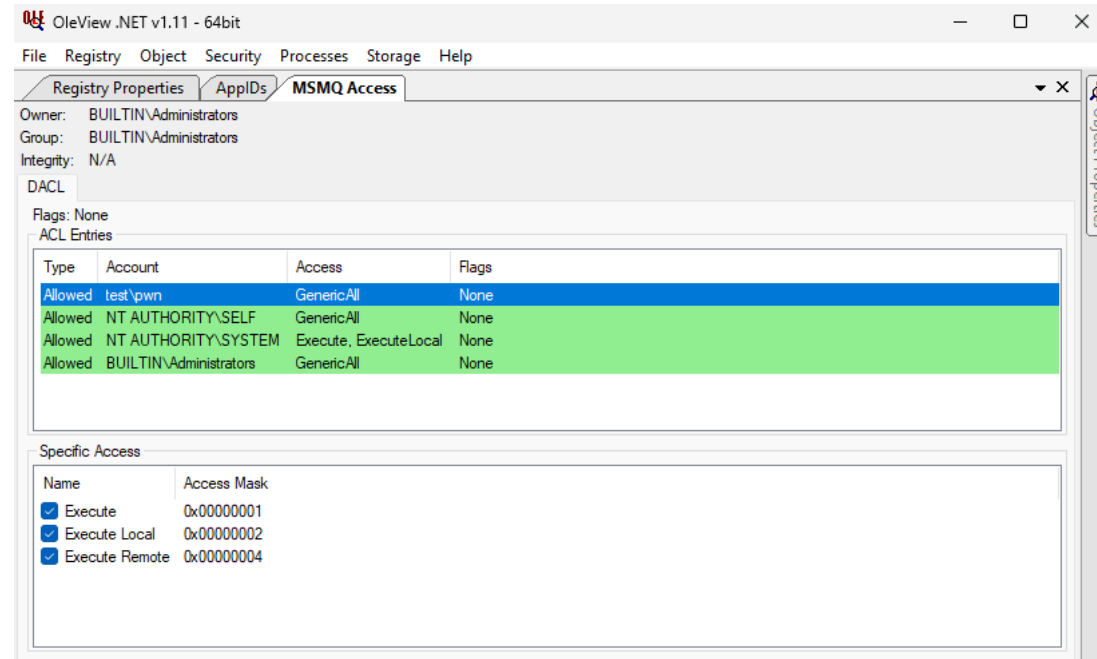 OleView .NET v1.11 - 64bit
File Registry Object Security Processes Storage Help
Registry Properties AppIDs MSMQ Access
Owner: BUILTIN\Administrators
Group: BUILTIN\Administrators
Integrity: N/A
DACL
Flags: None
ACL Entries
Type Account Access Flags
Allowed test\pwn GenericAll None
Allowed NT AUTHORITY\SELF GenericAll None
Allowed NT AUTHORITY\SYSTEM Execute, ExecuteLocal None
Allowed BUILTIN\Administrators GenericAll None
Specific Access
Name Access Mask
Execute 0x00000001
Execute Local 0x00000002
Execute Remote 0x00000004